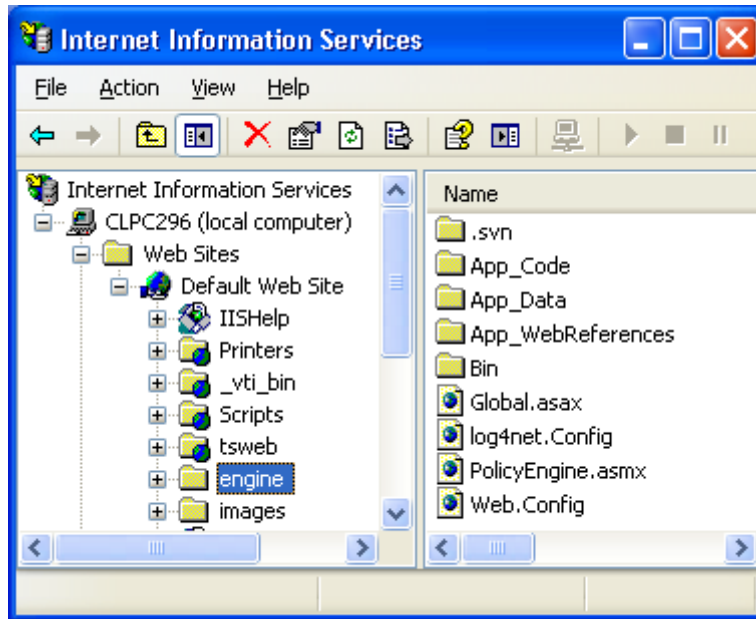 Internet Information Services
File Action View Help
Internet Information Services
CLPC296 (local computer)
Web Sites
Default Web Site
IISHelp
Printers
_vti_bin
Scripts
tsweb
engine
images
Name
.svn
App_Code
App_Data
App_WebReferences
Bin
Global.asax
log4net.Config
PolicyEngine.asmx
Web.Config